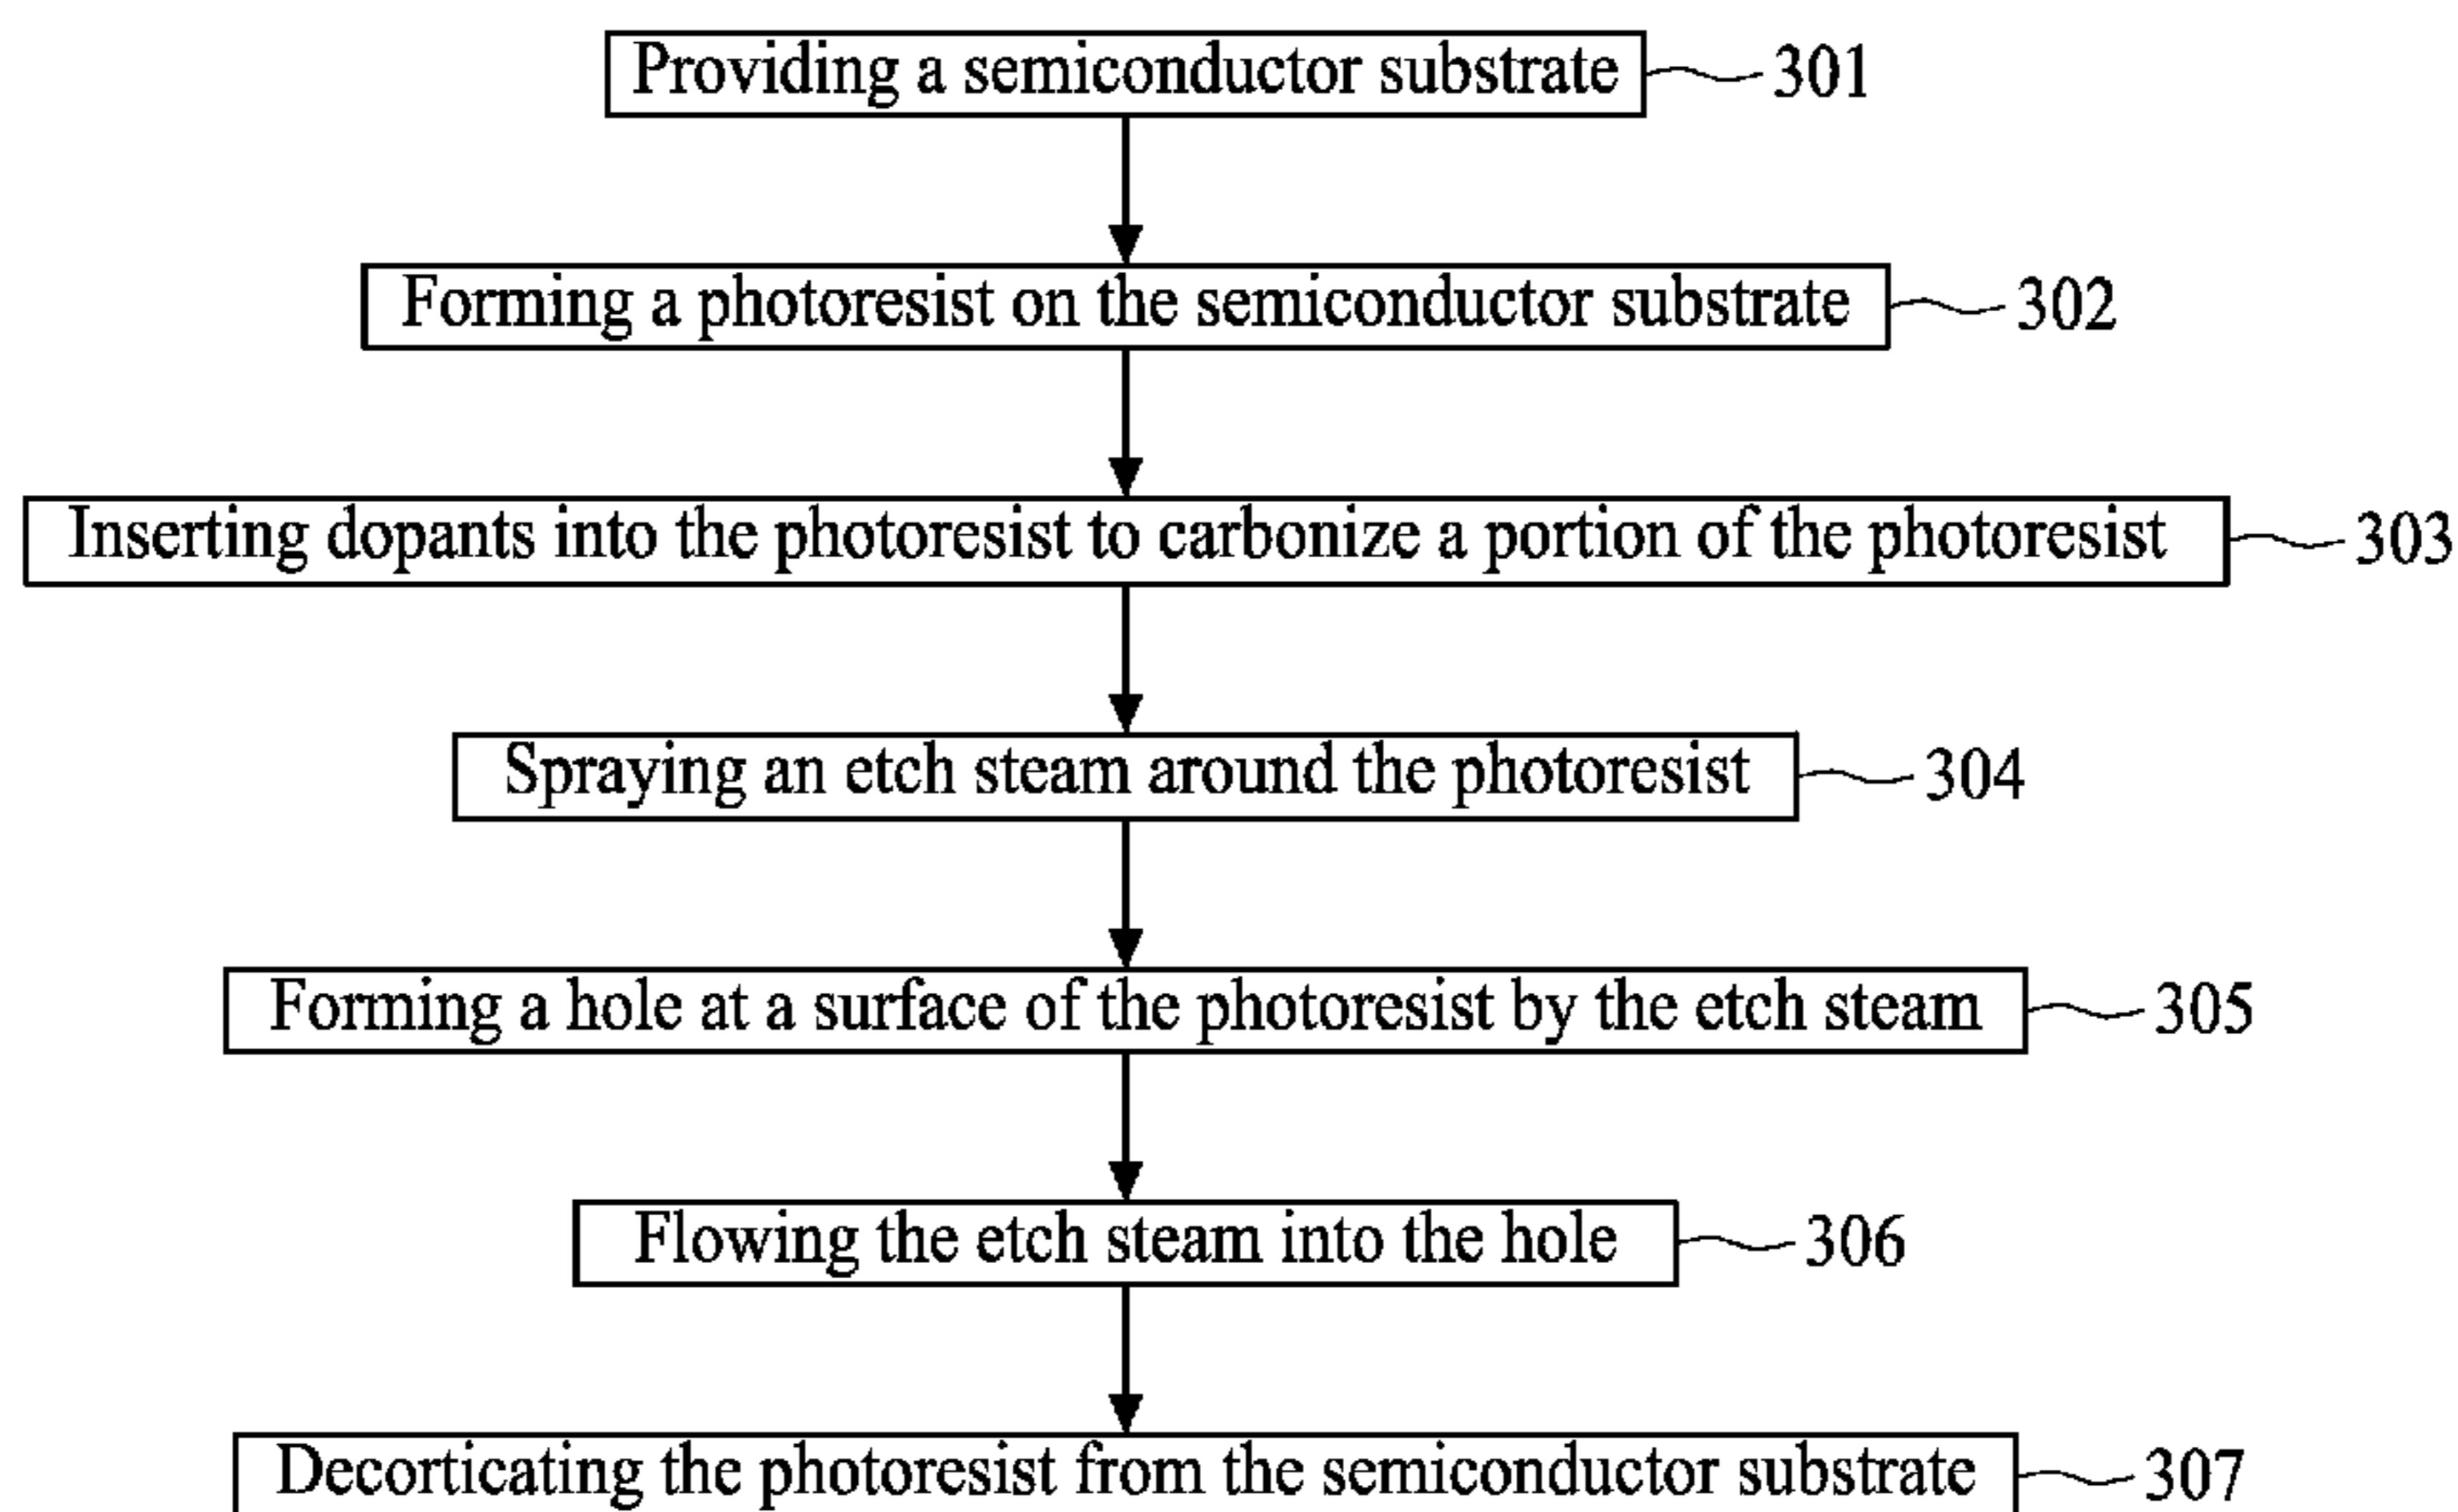 Providing a semiconductor substrate 301
Forming a photoresist on the semiconductor substrate 302
Inserting dopants into the photoresist to carbonize a portion of the photoresist 303
Spraying an etch steam around the photoresist 304
Forming a hole at a surface of the photoresist by the etch steam 305
Flowing the etch steam into the hole 306
Decorticating the photoresist from the semiconductor substrate 307